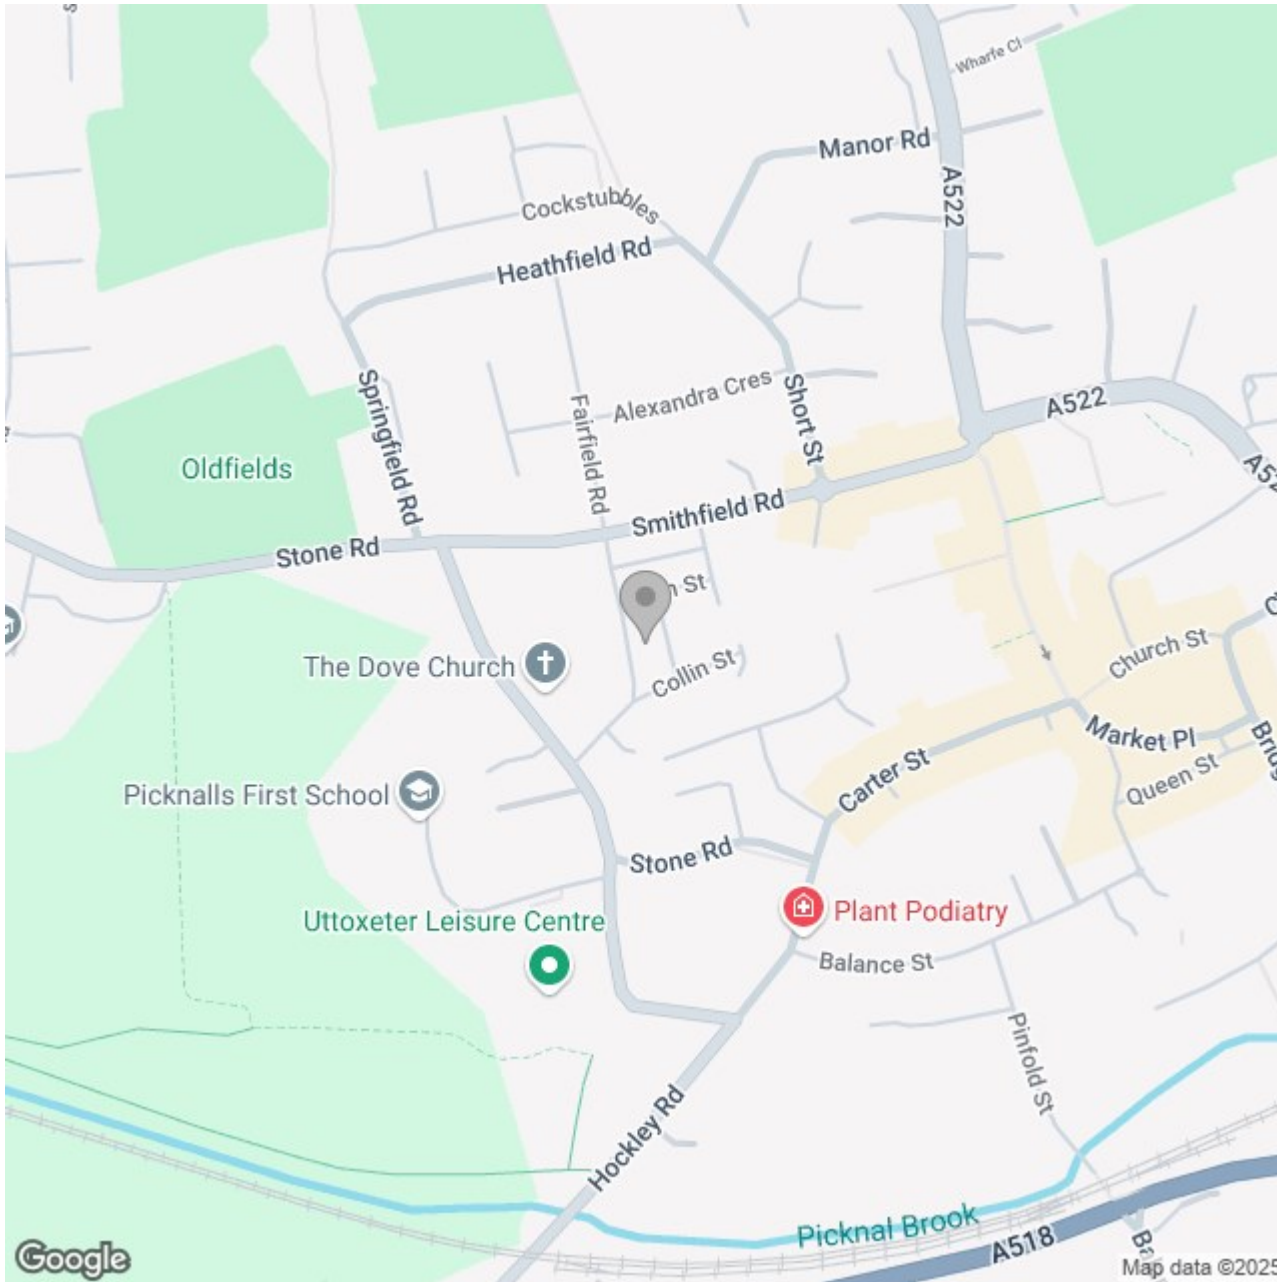 Wharfe Cl
Manor Rd
A522
Cockstubbles
Heathfield Rd
Alexandra Cres
Short St
A522
Springfield Rd
Fairfield Rd
Oldfields
Smithfield Rd
Stone Rd
St
The Dove Church
Collin St
Church St
Market Pl
Carter St
Queen St
Picknalls First School
Stone Rd
Uttoxeter Leisure Centre
Plant Podiatry
Balance St
Pinfold St
Hockley Rd
Picknal Brook
A518
Google
Map data ©2025